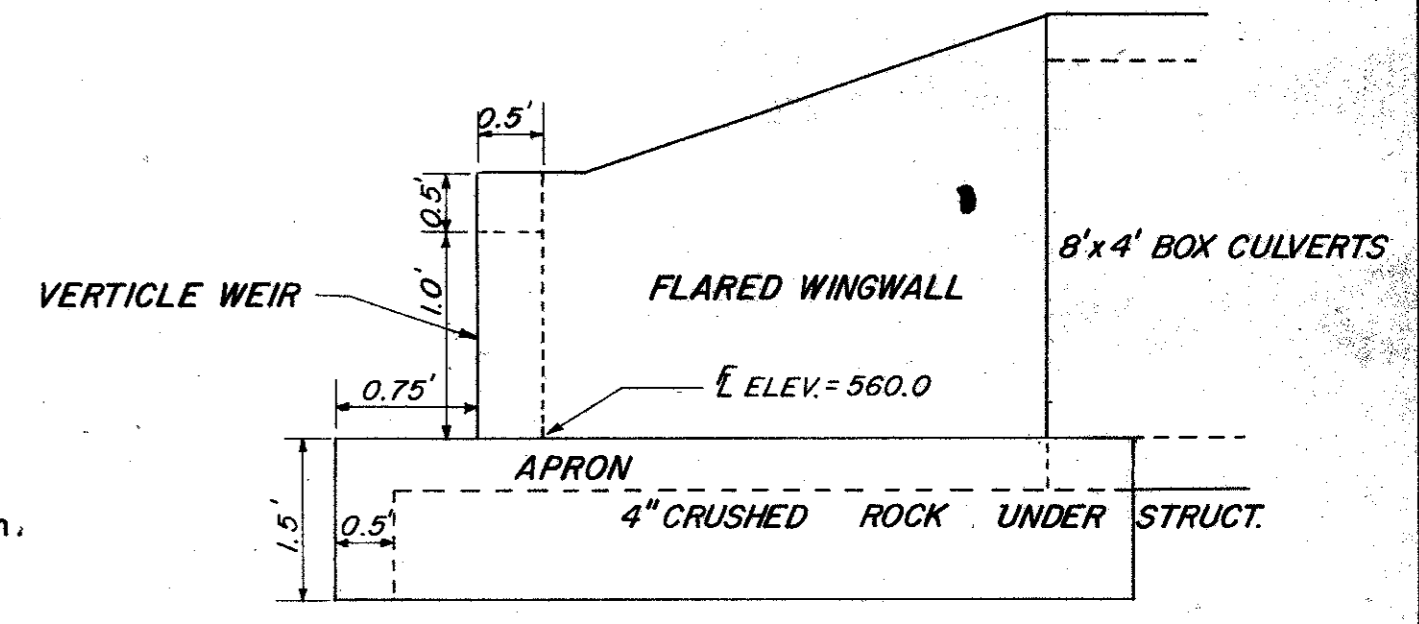 0.5'
0.5'
8'x4' BOX CULVERTS
VERTICLE WEIR
1.0'
FLARED WINGWALL
0.75'
℄ ELEV.= 560.0
APRON
4" CRUSHED ROCK UNDER STRUCT.
1.5'
0.5'